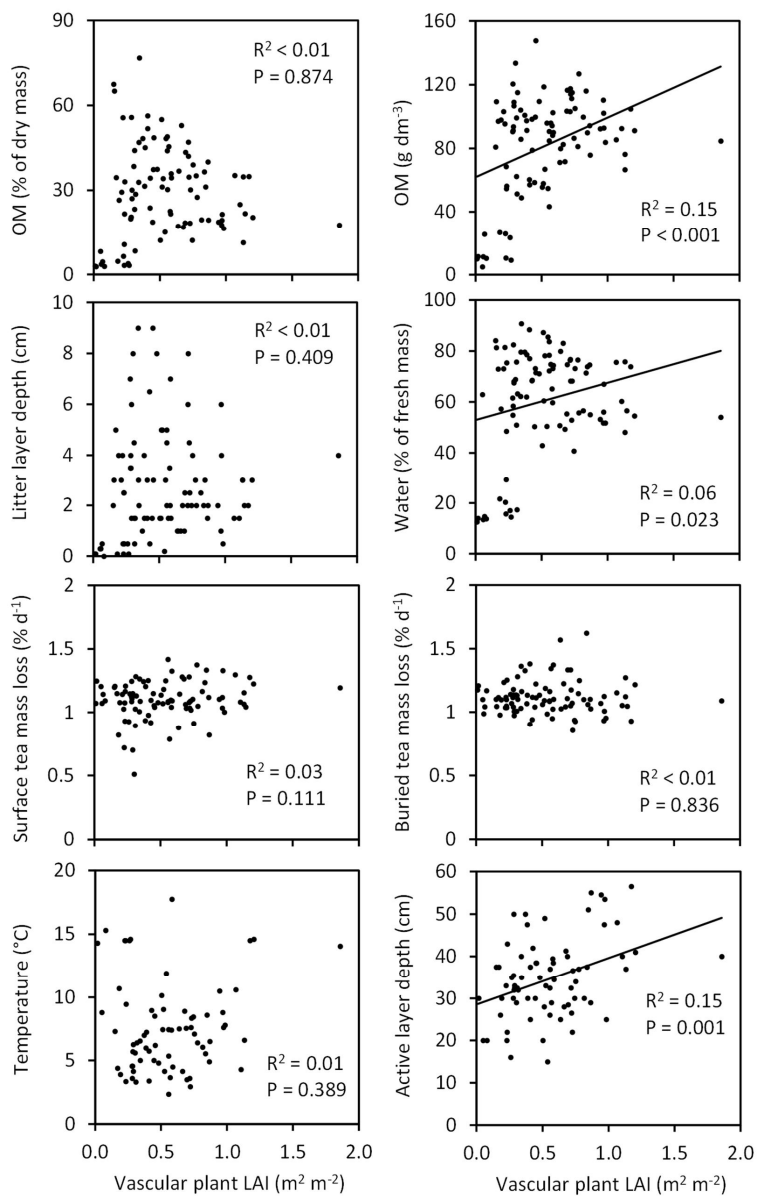 90
60
30
0
OM (% of dry mass)
R² < 0.01
P = 0.874
160
120
80
40
0
OM (g dm⁻³)
R² = 0.15
P < 0.001
10
8
6
4
2
0
Litter layer depth (cm)
R² < 0.01
P = 0.409
100
80
60
40
20
0
Water (% of fresh mass)
R² = 0.06
P = 0.023
2
1.5
1
0.5
0
Surface tea mass loss (% d⁻¹)
R² = 0.03
P = 0.111
2
1.5
1
0.5
0
Buried tea mass loss (% d⁻¹)
R² < 0.01
P = 0.836
20
15
10
5
0
Temperature (°C)
R² = 0.01
P = 0.389
0.0 0.5 1.0 1.5 2.0
Vascular plant LAI (m² m⁻²)
60
50
40
30
20
10
0
Active layer depth (cm)
R² = 0.15
P = 0.001
0.0 0.5 1.0 1.5 2.0
Vascular plant LAI (m² m⁻²)